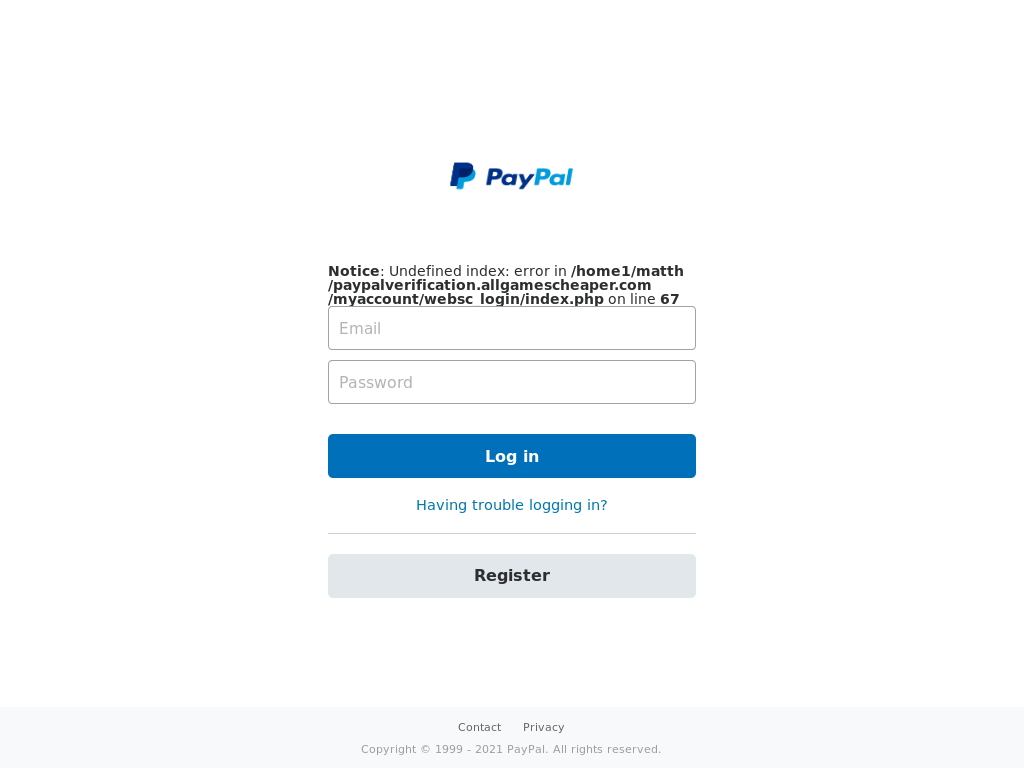 PayPal
Notice: Undefined index: error in /home1/matth
/paypalverification.allgamescheaper.com
/myaccount/websc_login/index.php on line 67
Email
Password
Log in
Having trouble logging in?
Register
Contact Privacy
Copyright © 1999 - 2021 PayPal. All rights reserved.